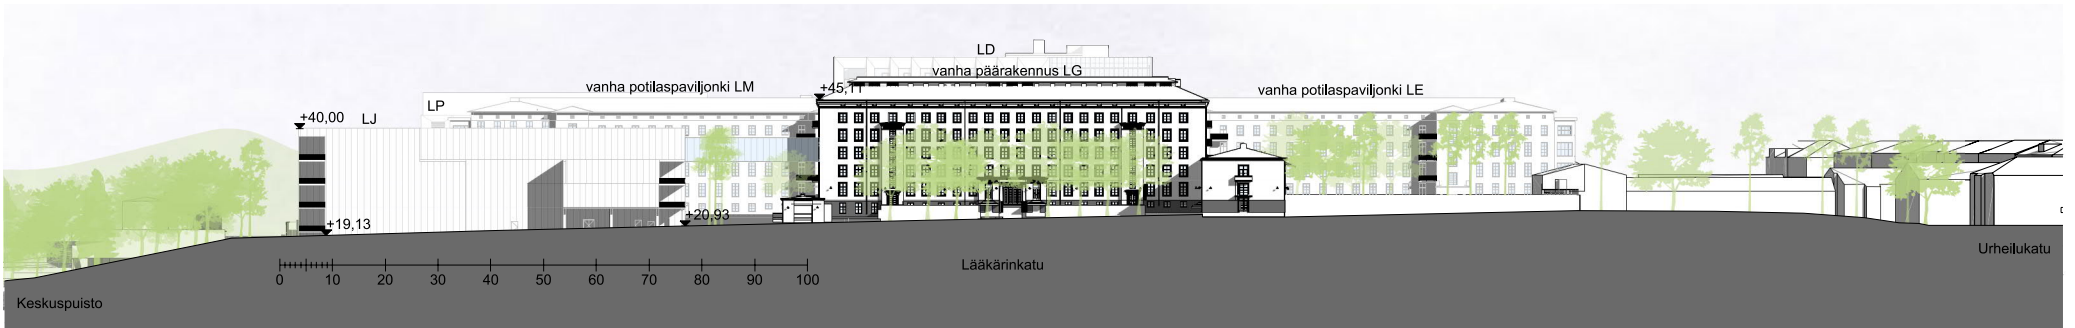 LD
vanha päärakennus LG
vanha potilaspaviljonki LM
+45,11
vanha potilaspaviljonki LE
LP
+40,00
LJ
+20,93
+19,13
0 10 20 30 40 50 60 70 80 90 100
Lääkärinkatu
Urheilukatu
Keskuspuisto